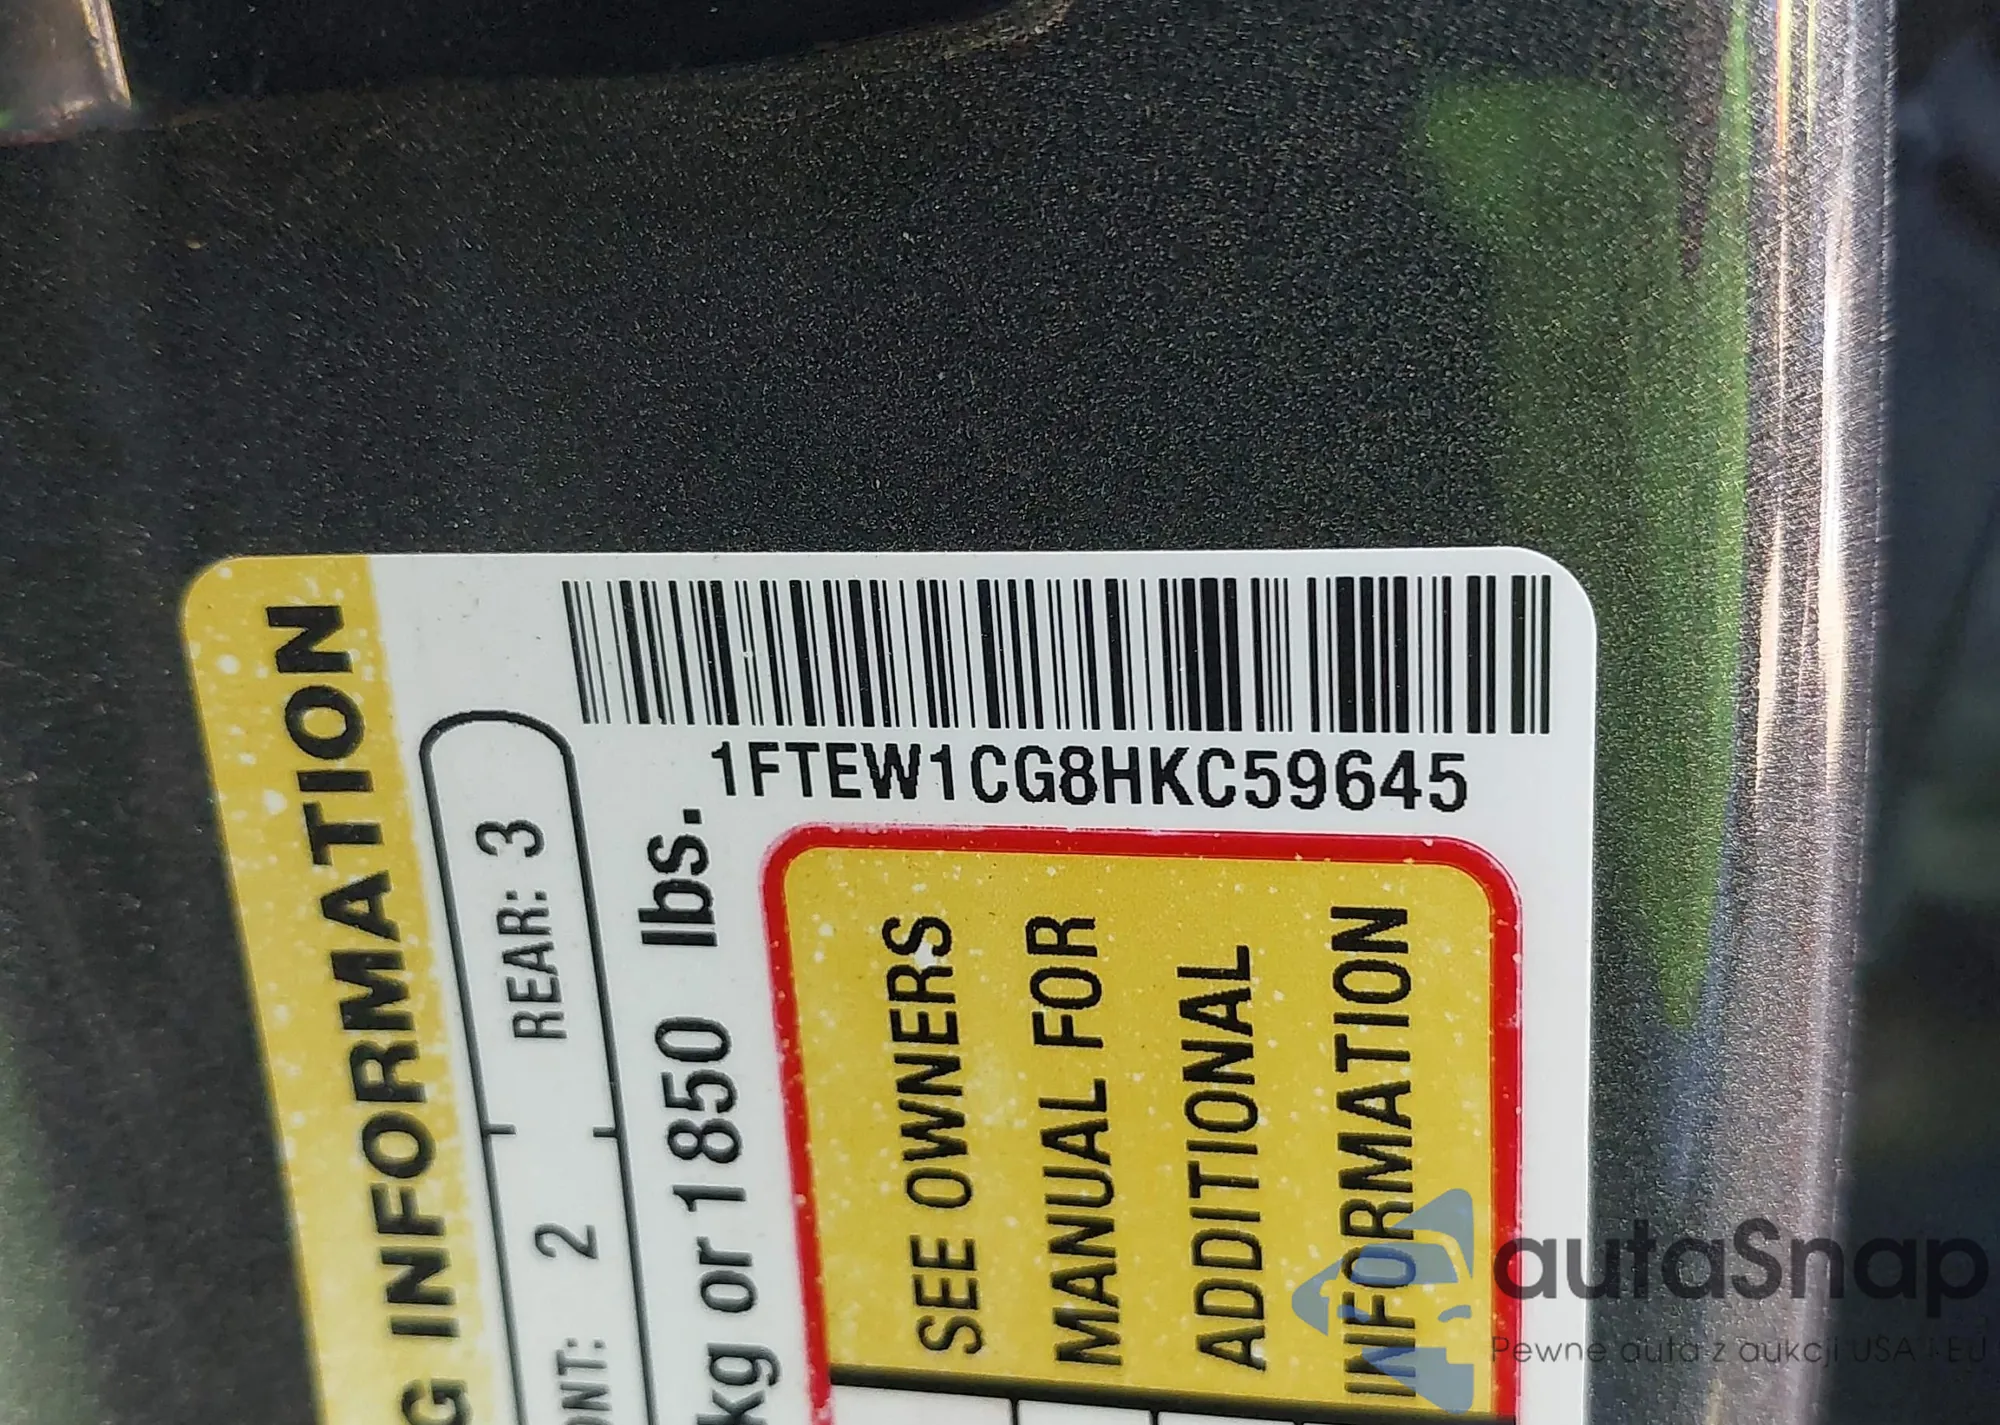 1FTEW1CG8HKC59645
G INFORMATION
ONT: 2 REAR: 3
kg or 1850 lbs.
SEE OWNERS
MANUAL FOR
ADDITIONAL
INFORMATION
autaSnap
Pewne auta z aukcji USA i EU